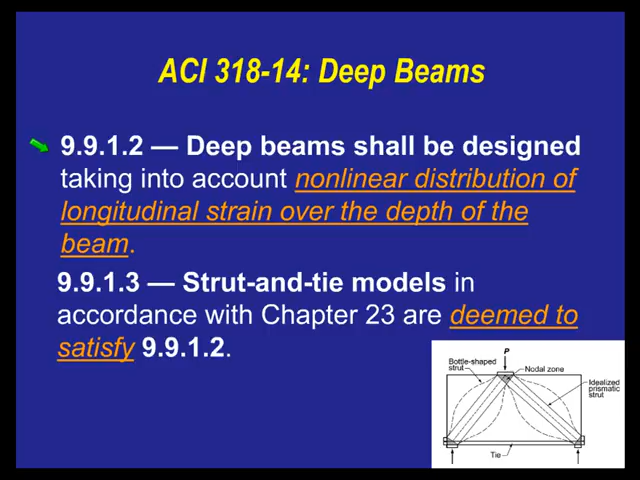 ACI 318-14: Deep Beams
9.9.1.2 — Deep beams shall be designed
taking into account nonlinear distribution of
longitudinal strain over the depth of the
beam.
9.9.1.3 — Strut-and-tie models in
accordance with Chapter 23 are deemed to
satisfy 9.9.1.2.
P
Bottle-shaped
strut
Nodal zone
Idealized
prismatic
strut
Tie